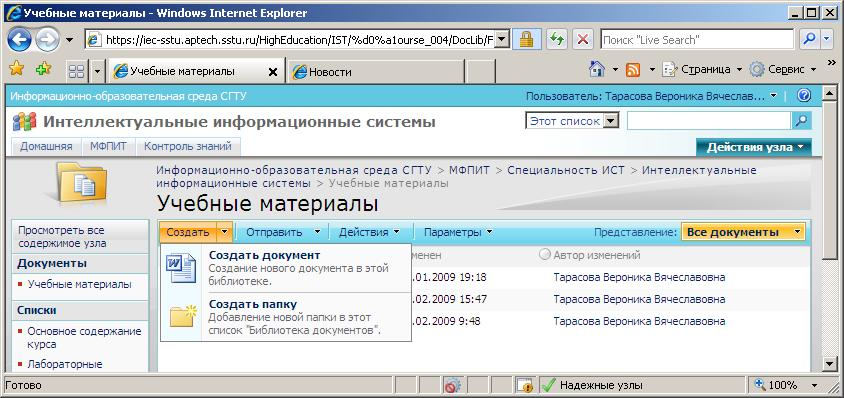 Учебные материалы - Windows Internet Explorer
https://iec-sstu.aptech.sstu.ru/HighEducation/IST/%d0%a1ourse_004/DocLib/F
Поиск "Live Search"
Учебные материалы
Новости
Страница
Сервис
Информационно-образовательная среда СГТУ
Пользователь: Тарасова Вероника Вячеслав...
Интеллектуальные информационные системы
Этот список
Домашняя
МФПИТ
Контроль знаний
Действия узла
Информационно-образовательная среда СГТУ > МФПИТ > Специальность ИСТ > Интеллектуальные
информационные системы > Учебные материалы
Учебные материалы
Просмотреть все
содержимое узла
Документы
Учебные материалы
Списки
Основное содержание
курса
Лабораторные
Создать
Отправить
Действия
Параметры
Представление:
Все документы
Создать документ
Создание нового документа в этой
библиотеке.
Создать папку
Добавление новой папки в этот
список "Библиотека документов".
менен
Автор изменений
.01.2009 19:18
Тарасова Вероника Вячеславовна
.02.2009 15:47
Тарасова Вероника Вячеславовна
.02.2009 9:48
Тарасова Вероника Вячеславовна
Готово
Надежные узлы
100%